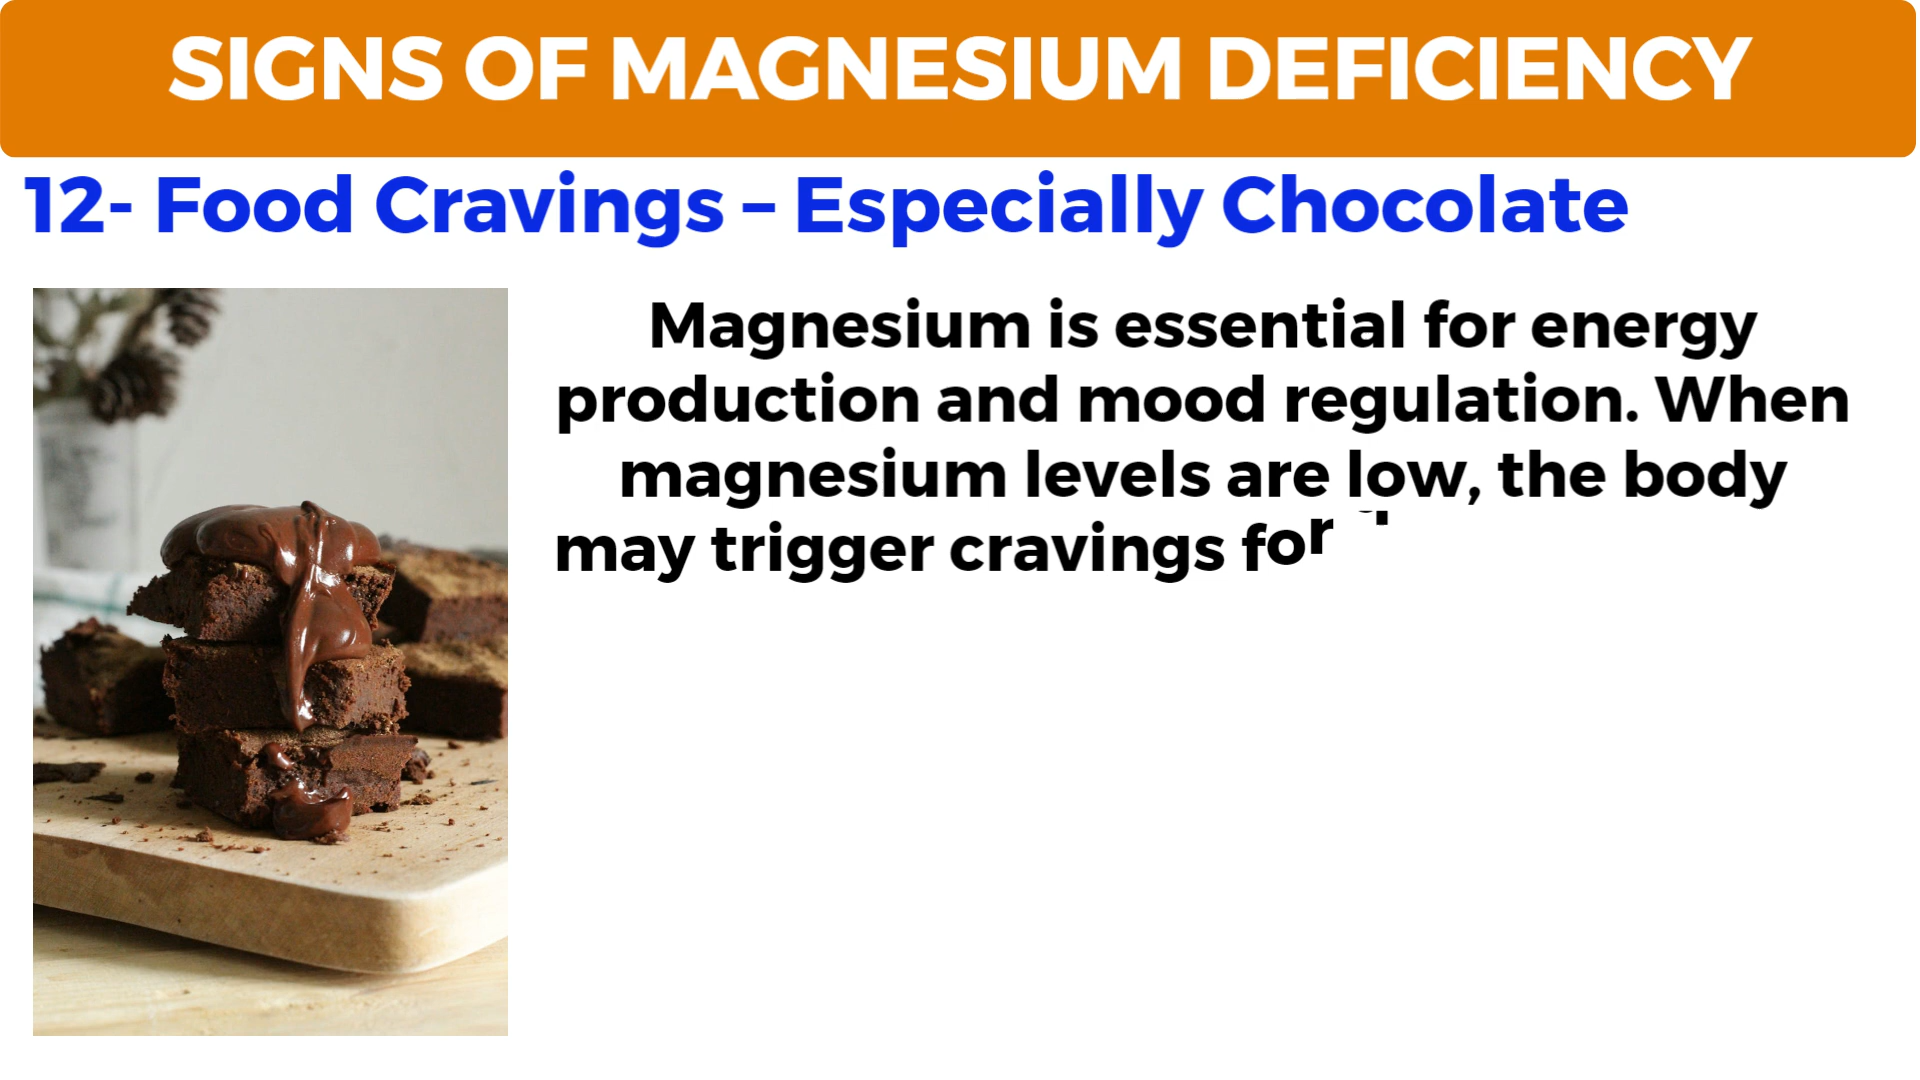 SIGNS OF MAGNESIUM DEFICIENCY
12- Food Cravings – Especially Chocolate
Magnesium is essential for energy
production and mood regulation. When
magnesium levels are low, the body
may trigger cravings for